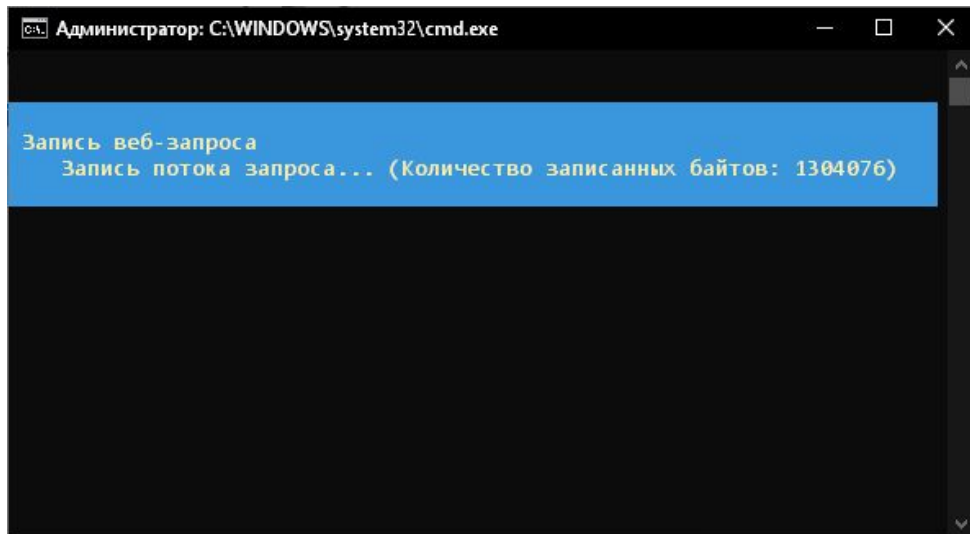 Администратор: C:\WINDOWS\system32\cmd.exe
Запись веб-запроса
Запись потока запроса... (Количество записанных байтов: 1304076)